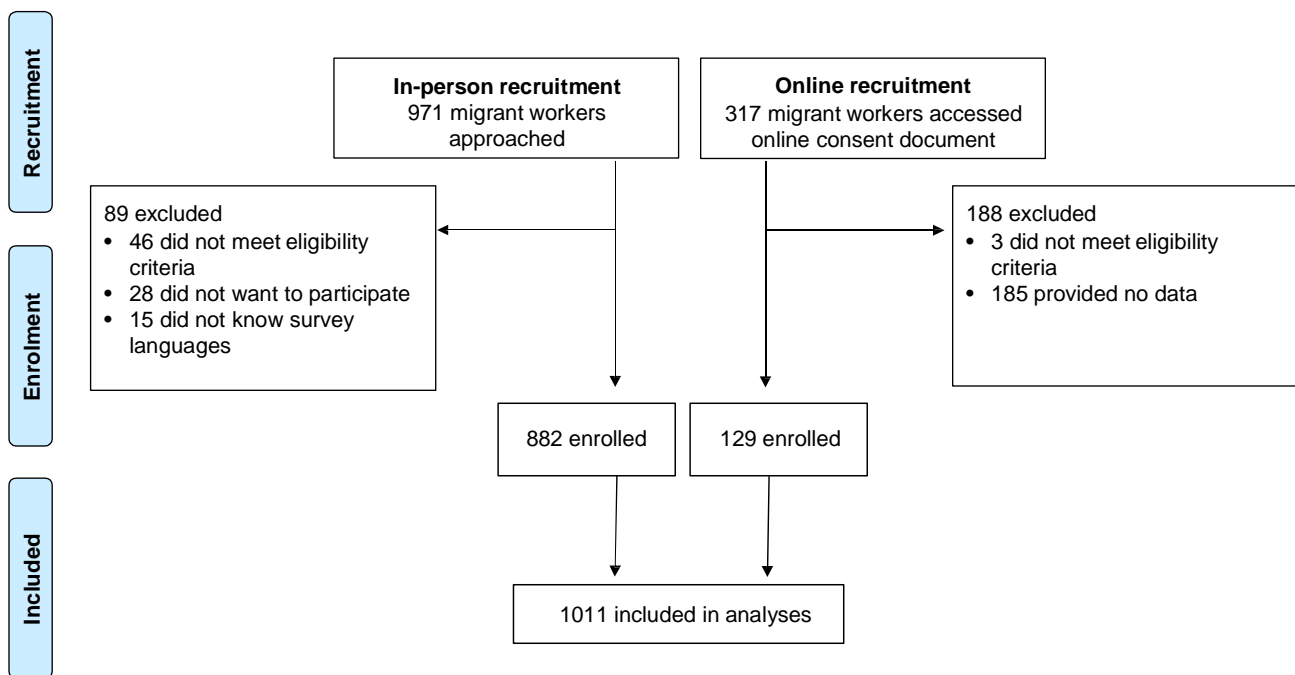 Recruitment
In-person recruitment
971 migrant workers
approached
Online recruitment
317 migrant workers accessed
online consent document
Enrolment
89 excluded
• 46 did not meet eligibility
criteria
• 28 did not want to participate
• 15 did not know survey
languages
188 excluded
• 3 did not meet eligibility
criteria
• 185 provided no data
882 enrolled
129 enrolled
Included
1011 included in analyses